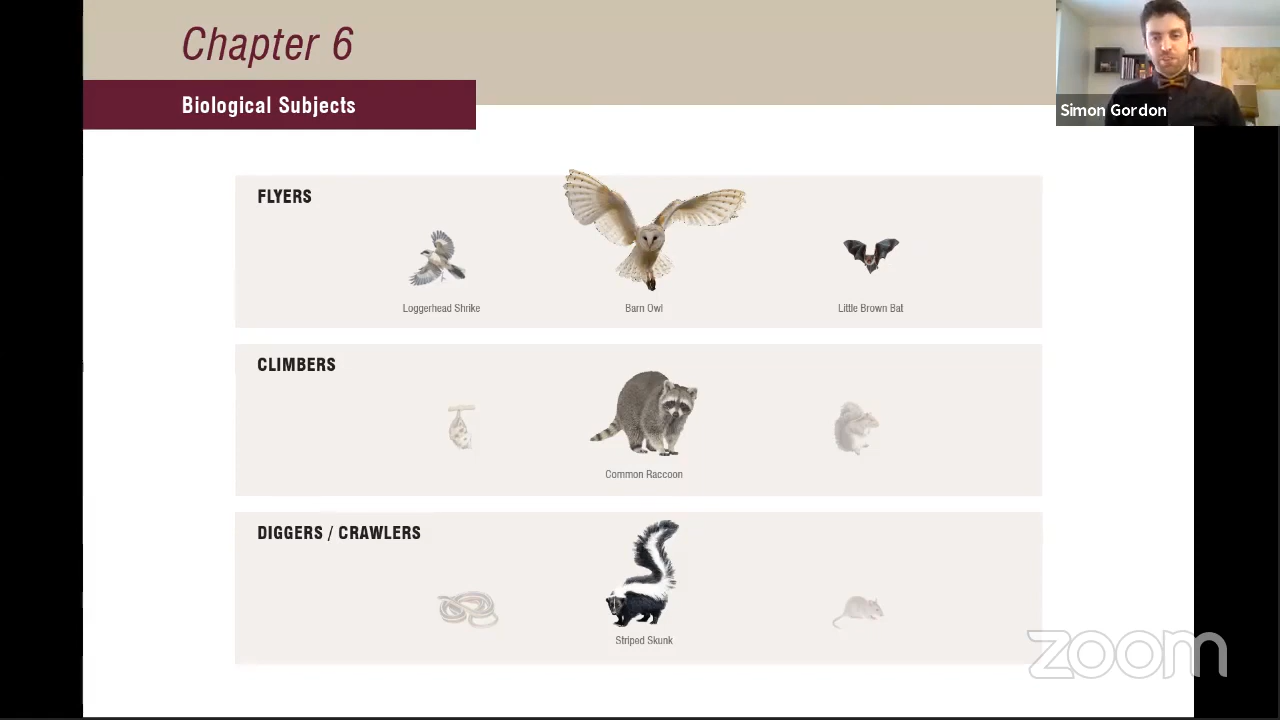 Chapter 6
Biological Subjects
Simon Gordon
FLYERS
Loggerhead Shrike
Barn Owl
Little Brown Bat
CLIMBERS
Common Raccoon
DIGGERS / CRAWLERS
Striped Skunk
zoom